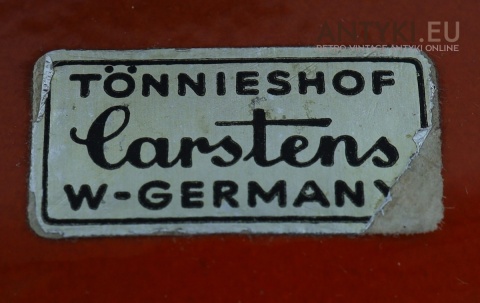 ANTYKI.EU
RETRO VINTAGE ANTYKI ONLINE
TÖNNIESHOF
Carstens
W-GERMANY